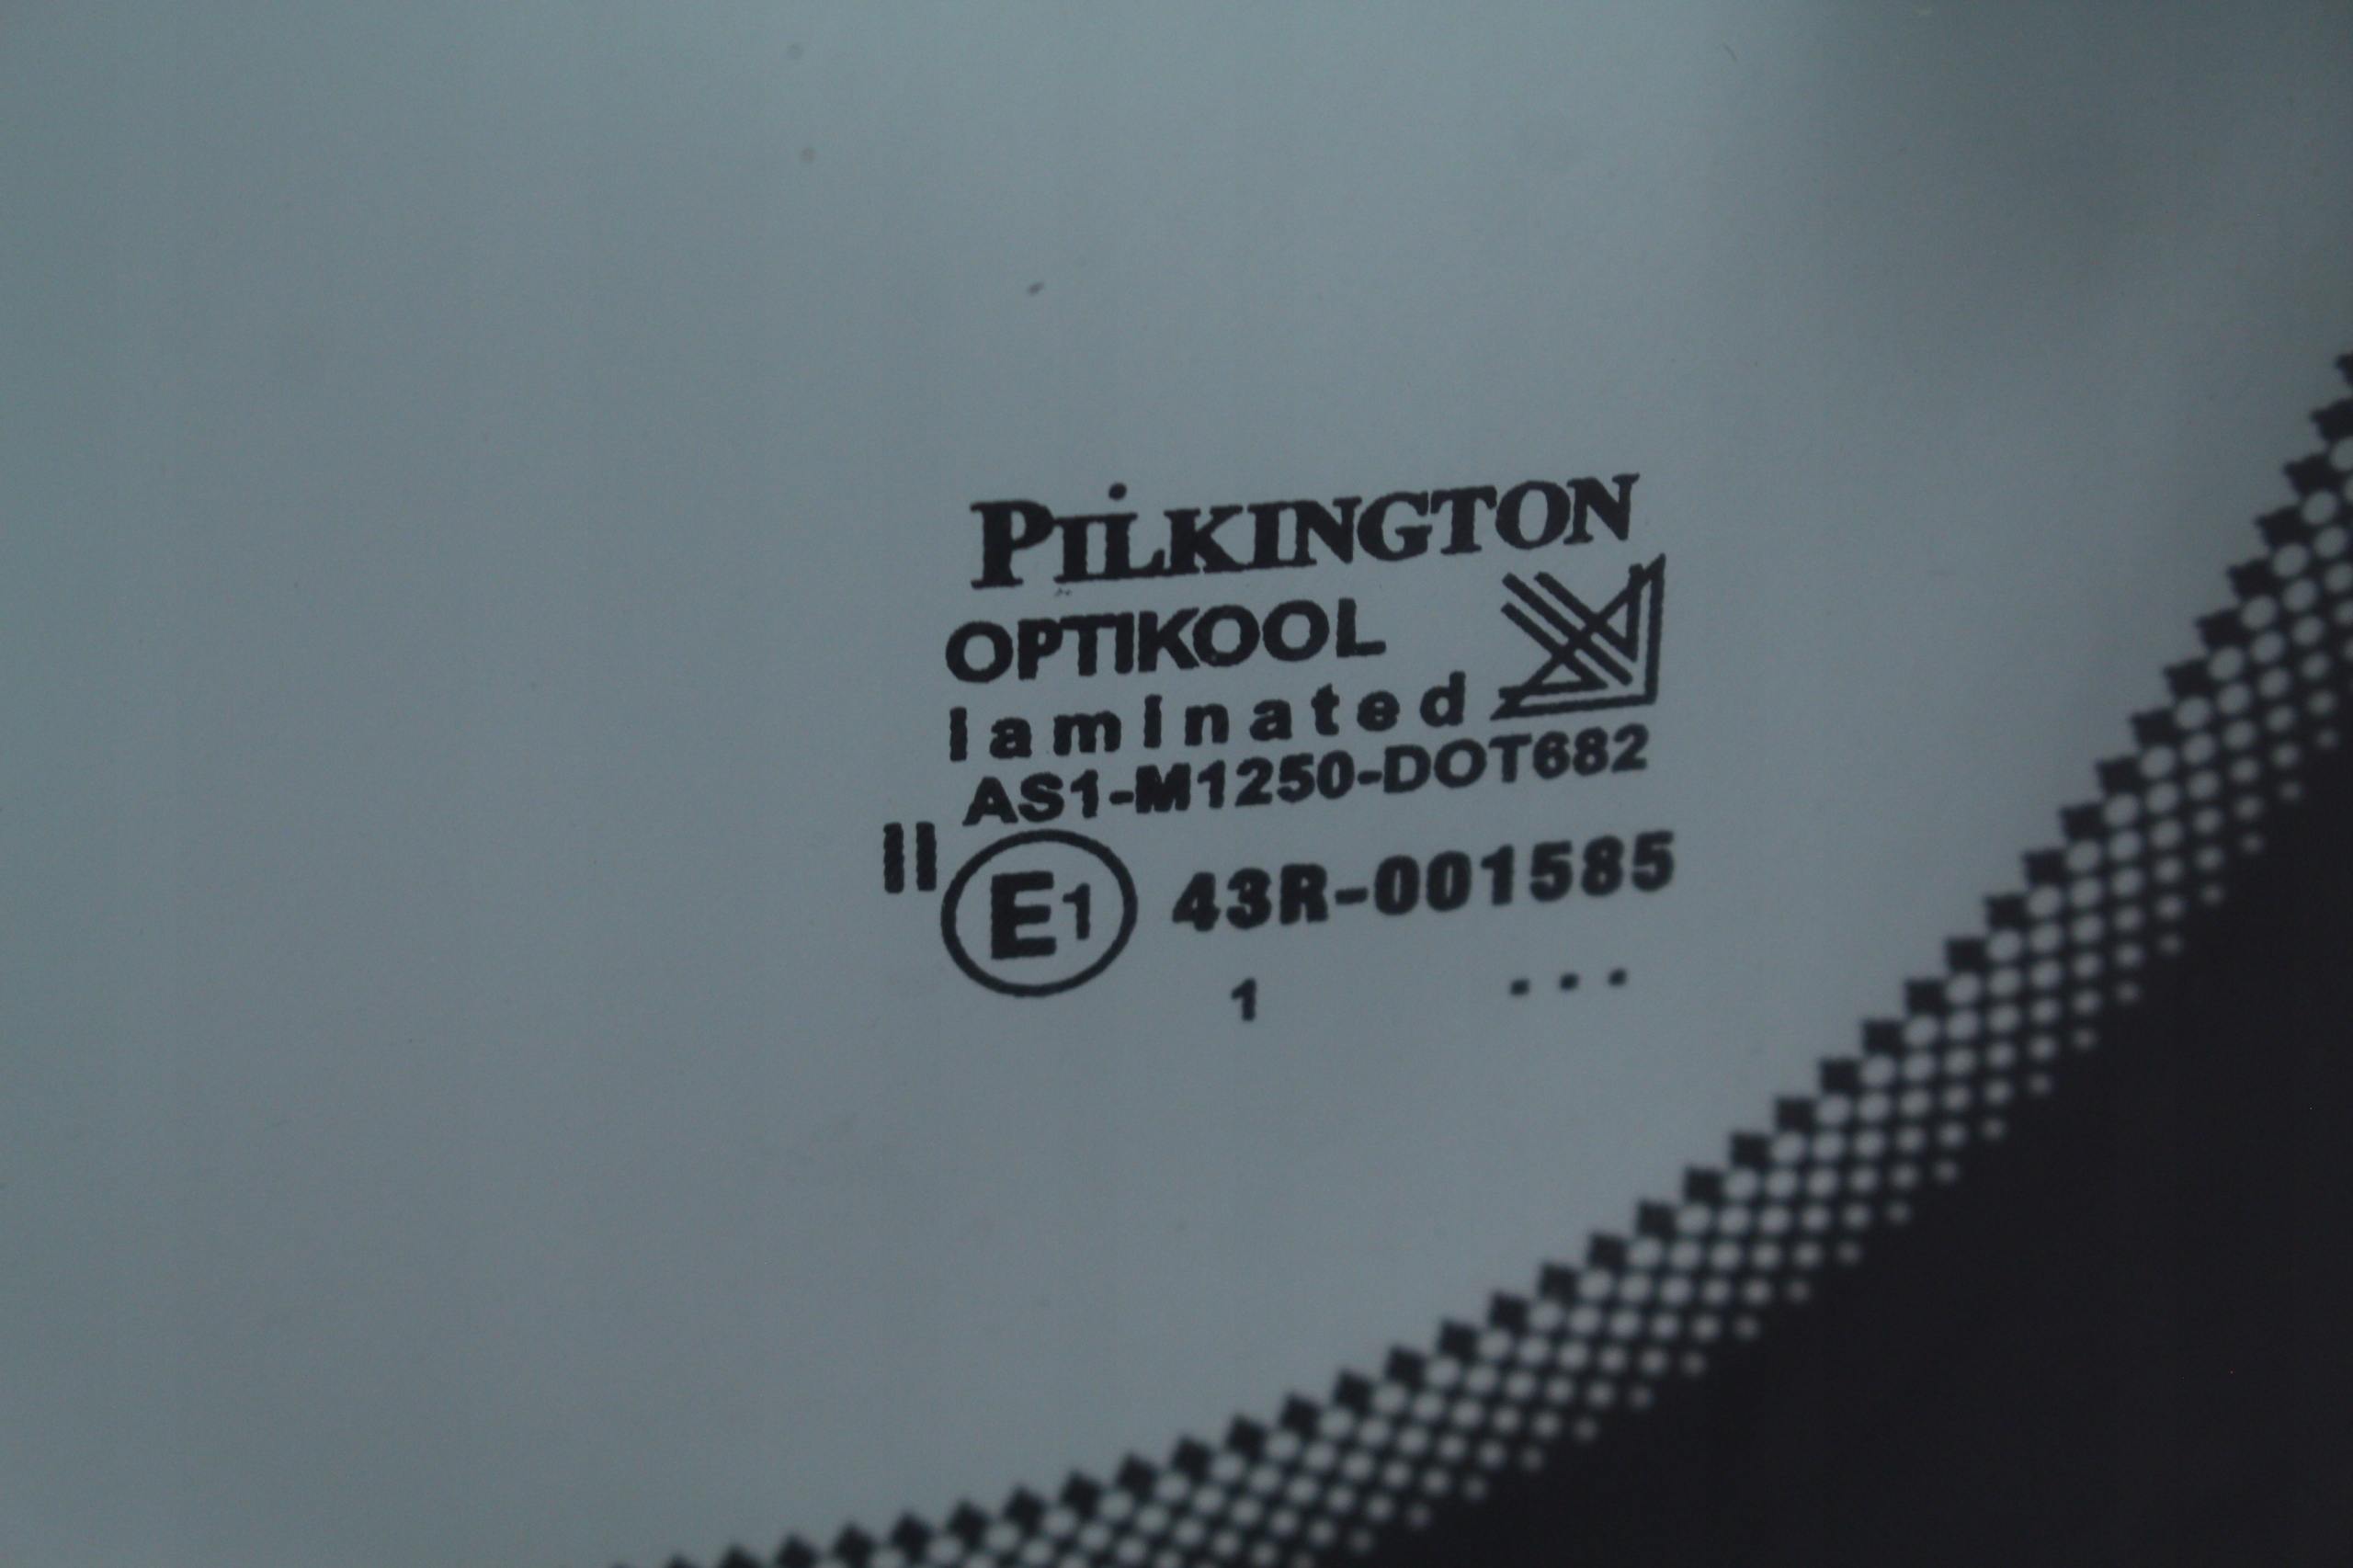 PILKINGTON
OPTIKOOL
laminated
AS1-M1250-DOT682
II E1 43R-001585
1 ...